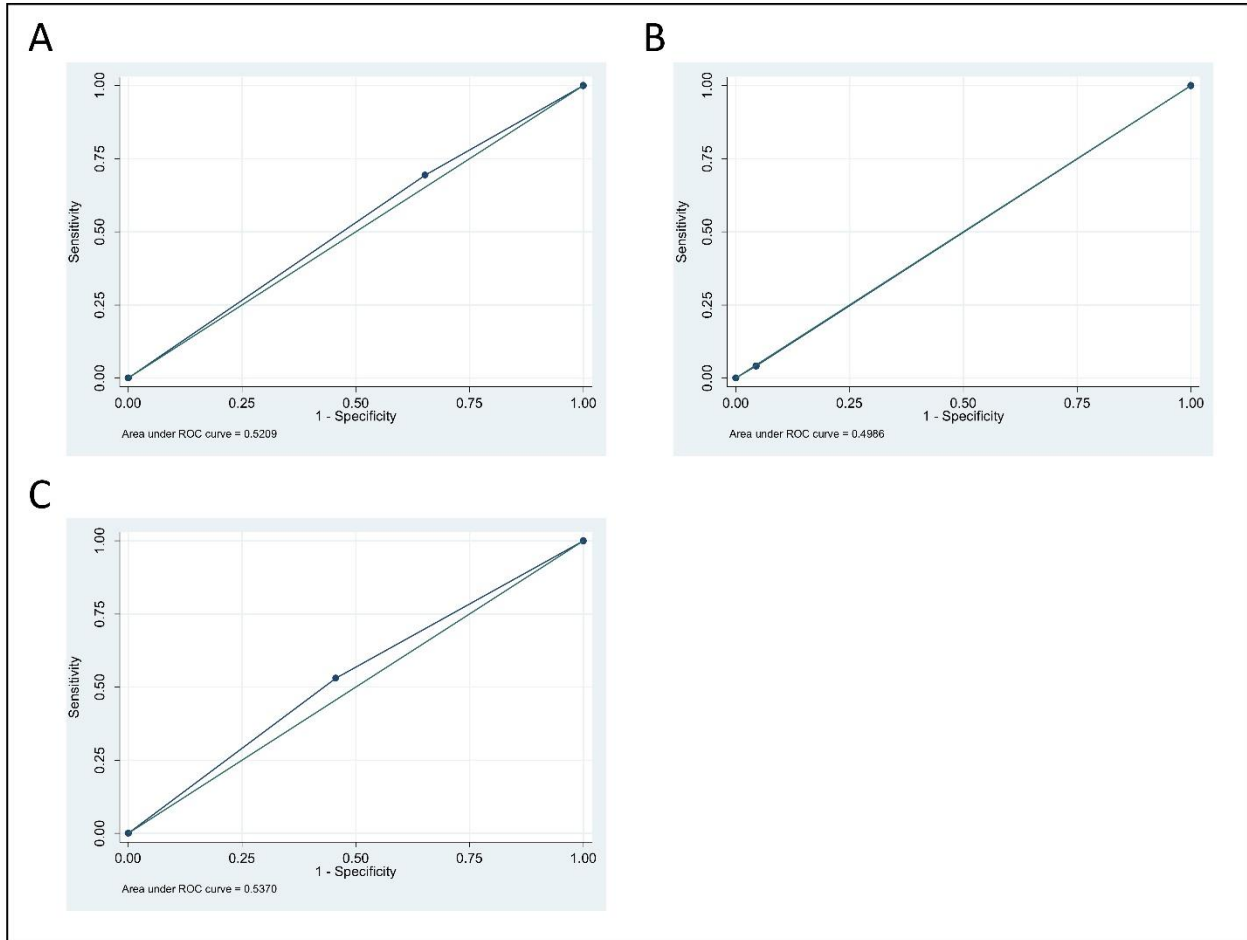 A
1.00
0.75
0.50
0.25
0.00
Sensitivity
0.00 0.25 0.50 0.75 1.00
1 - Specificity
Area under ROC curve = 0.5209
B
1.00
0.75
0.50
0.25
0.00
Sensitivity
0.00 0.25 0.50 0.75 1.00
1 - Specificity
Area under ROC curve = 0.4986
C
1.00
0.75
0.50
0.25
0.00
Sensitivity
0.00 0.25 0.50 0.75 1.00
1 - Specificity
Area under ROC curve = 0.5370